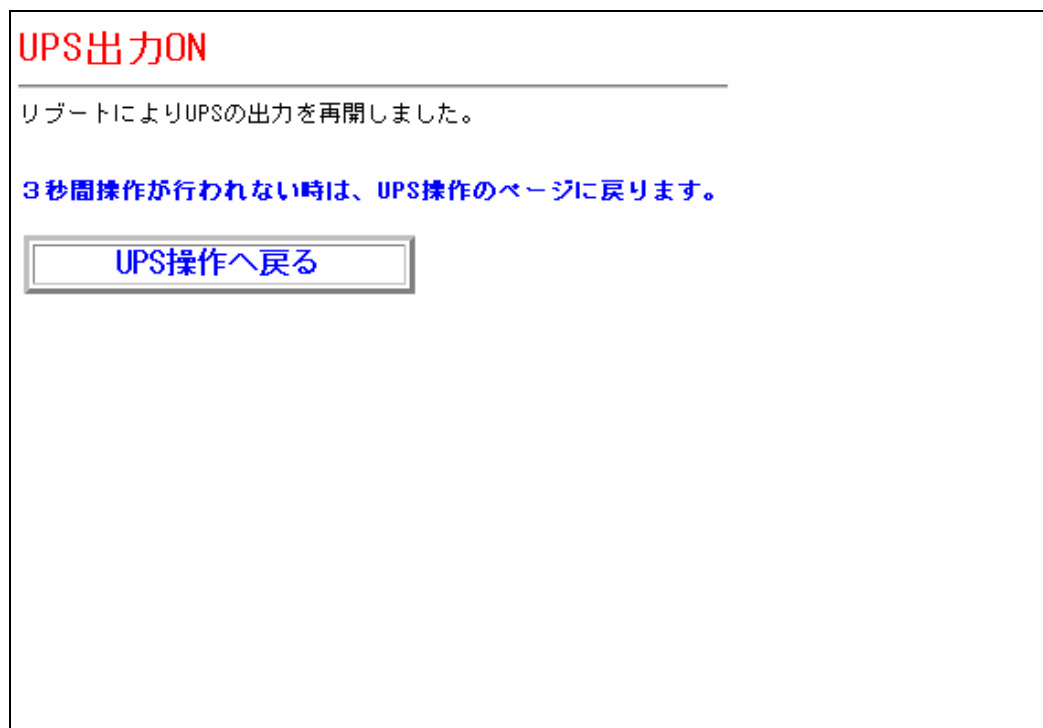 UPS出力ON
リブートによりUPSの出力を再開しました。
３秒間操作が行われない時は、UPS操作のページに戻ります。
UPS操作へ戻る